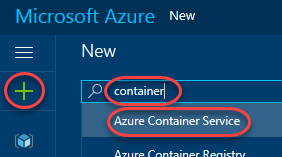 Microsoft Azure New
New
container
Azure Container Service
Azure Container Registry